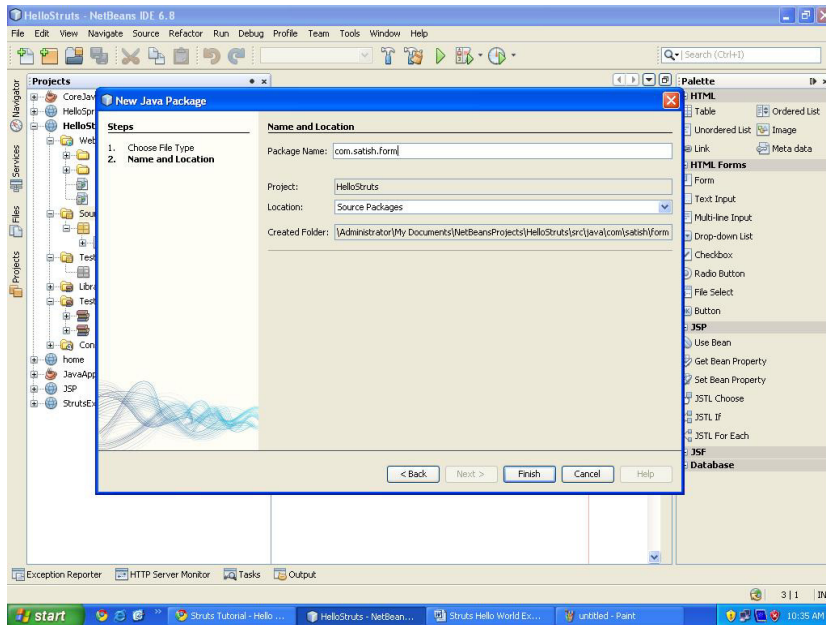 HelloStruts - NetBeans IDE 6.8
File Edit View Navigate Source Refactor Run Debug Profile Team Tools Window Help
Search (Ctrl+I)
Projects
Navigator
Services
Files
Projects
CoreJav
HelloSpr
HelloSt
Web
Sou
Test
Libra
Test
Con
home
JavaApp
JSP
StrutsEx
New Java Package
Steps
1. Choose File Type
2. Name and Location
Name and Location
Package Name: com.satish.form
Project: HelloStruts
Location: Source Packages
Created Folder: \Administrator\My Documents\NetBeansProjects\HelloStruts\src\java\com\satish\form
< Back Next > Finish Cancel Help
Palette
HTML
Table Ordered List
Unordered List Image
Link Meta data
HTML Forms
Form
Text Input
Multi-line Input
Drop-down List
Checkbox
Radio Button
File Select
Button
JSP
Use Bean
Get Bean Property
Set Bean Property
JSTL Choose
JSTL If
JSTL For Each
JSF
Database
Exception Reporter HTTP Server Monitor Tasks Output
3|1 IN
start Struts Tutorial - Hello ... HelloStruts - NetBean... Struts Hello World Ex... untitled - Paint 10:35 AM